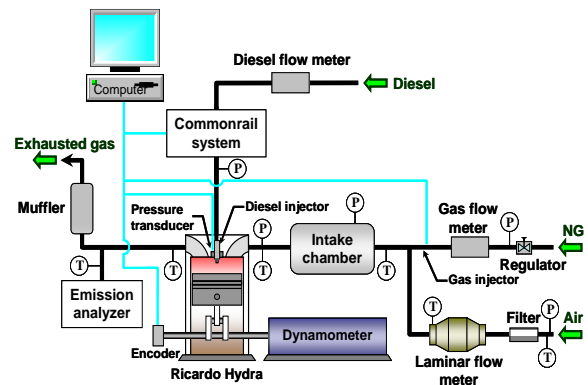 Computer
Diesel flow meter
Diesel
Commonrail
system
Exhausted gas
P
Muffler
Pressure
transducer
Diesel injector
P
P
Intake
chamber
Gas flow
meter
P
NG
Regulator
T
T
T
T
Gas injector
T
Emission
analyzer
T
Filter
P
Air
T
Encoder
Dynamometer
Laminar flow
meter
Ricardo Hydra